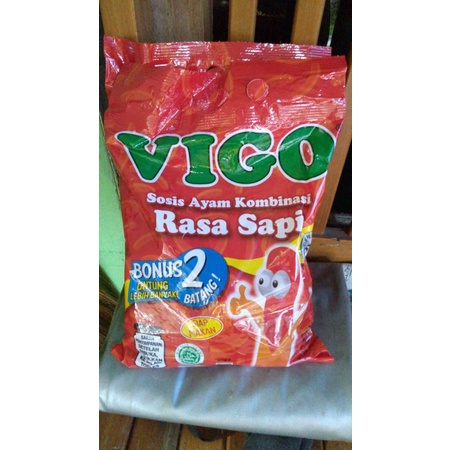 VIGO
Sosis Ayam Kombinasi
Rasa Sapi
BONUS 2
BATANG!
UNTUNG
LEBIH BANYAK!
SIAP
MAKAN